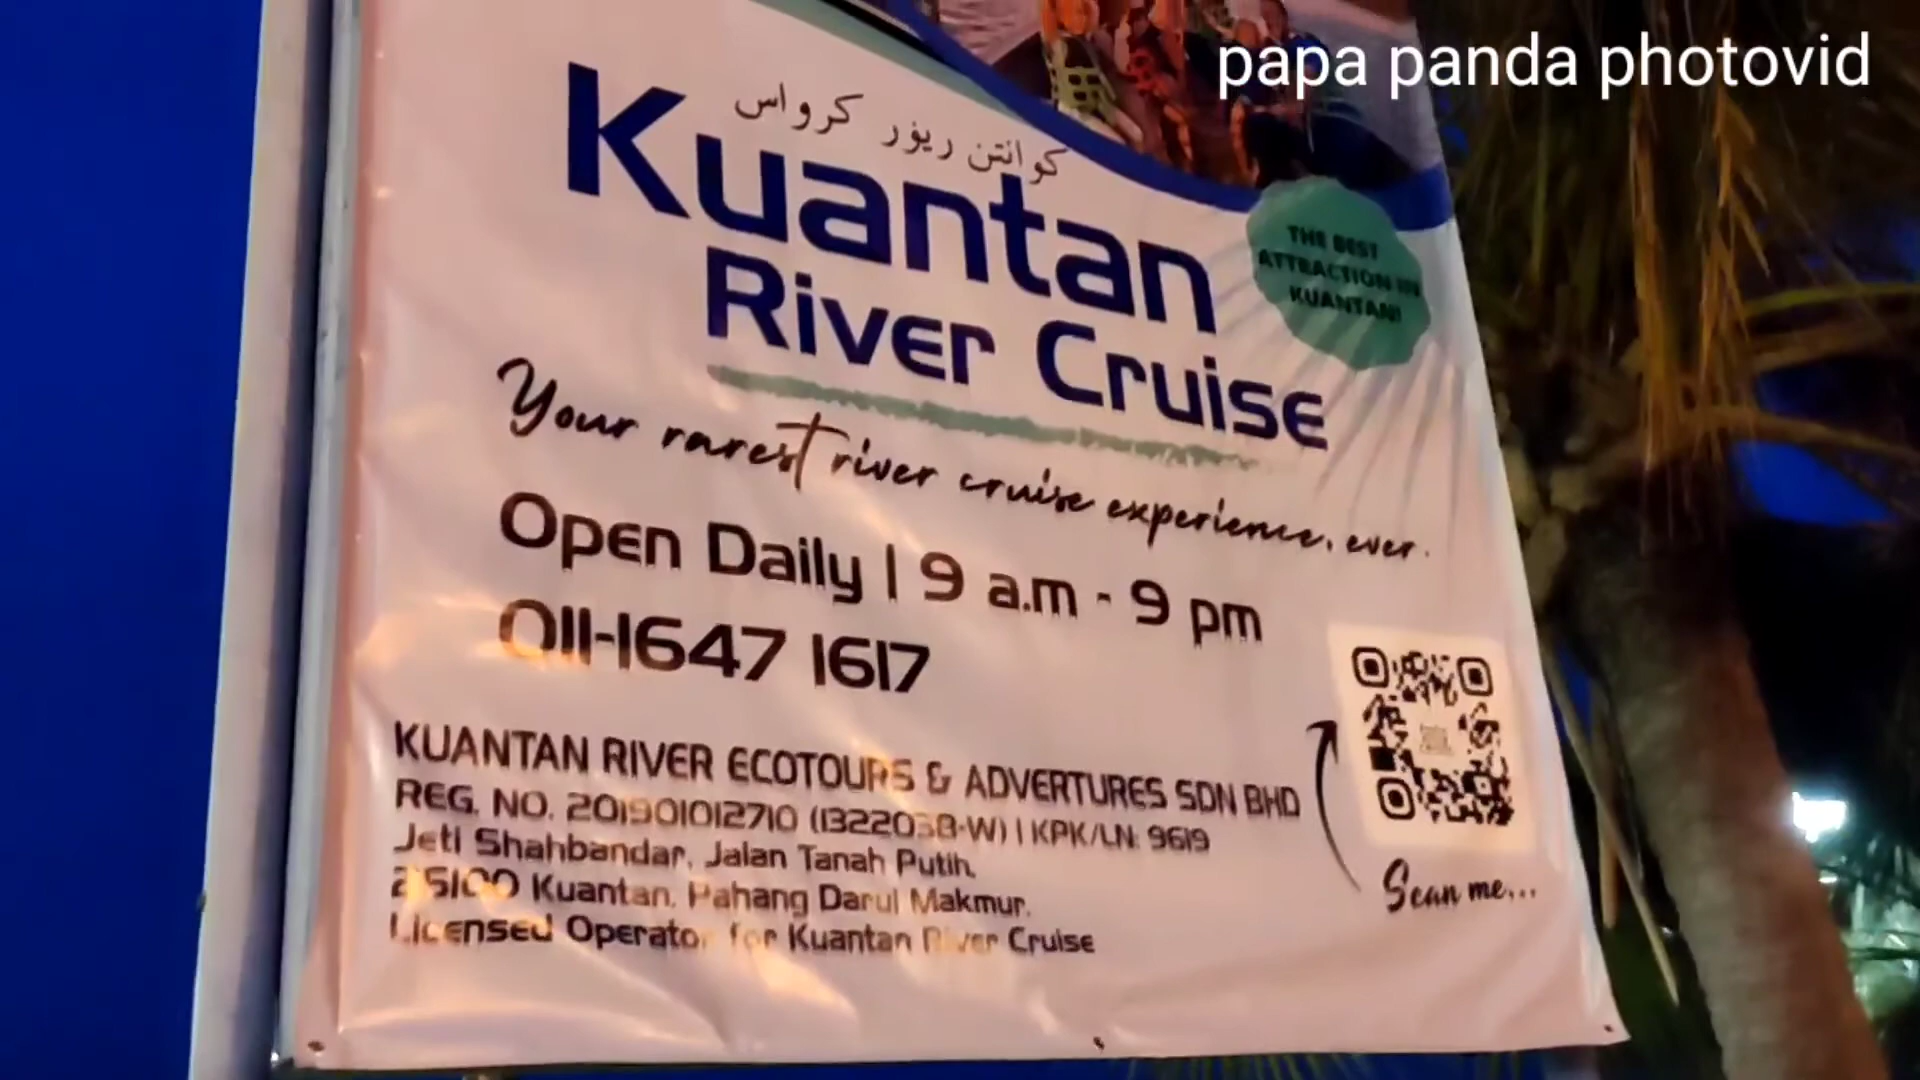 papa panda photovid
كوانتن ريۏر كرواس
Kuantan
River Cruise
THE BEST
ATTRACTION IN
KUANTAN!
Your rarest river cruise experience, ever.
Open Daily | 9 a.m - 9 pm
011-1647 1617
KUANTAN RIVER ECOTOURS & ADVERTURES SDN BHD
REG. NO. 201901012710 (1322038-W) | KPK/LN: 9619
Jeti Shahbandar, Jalan Tanah Putih,
25100 Kuantan, Pahang Darul Makmur.
Licensed Operator for Kuantan River Cruise
Scan me...